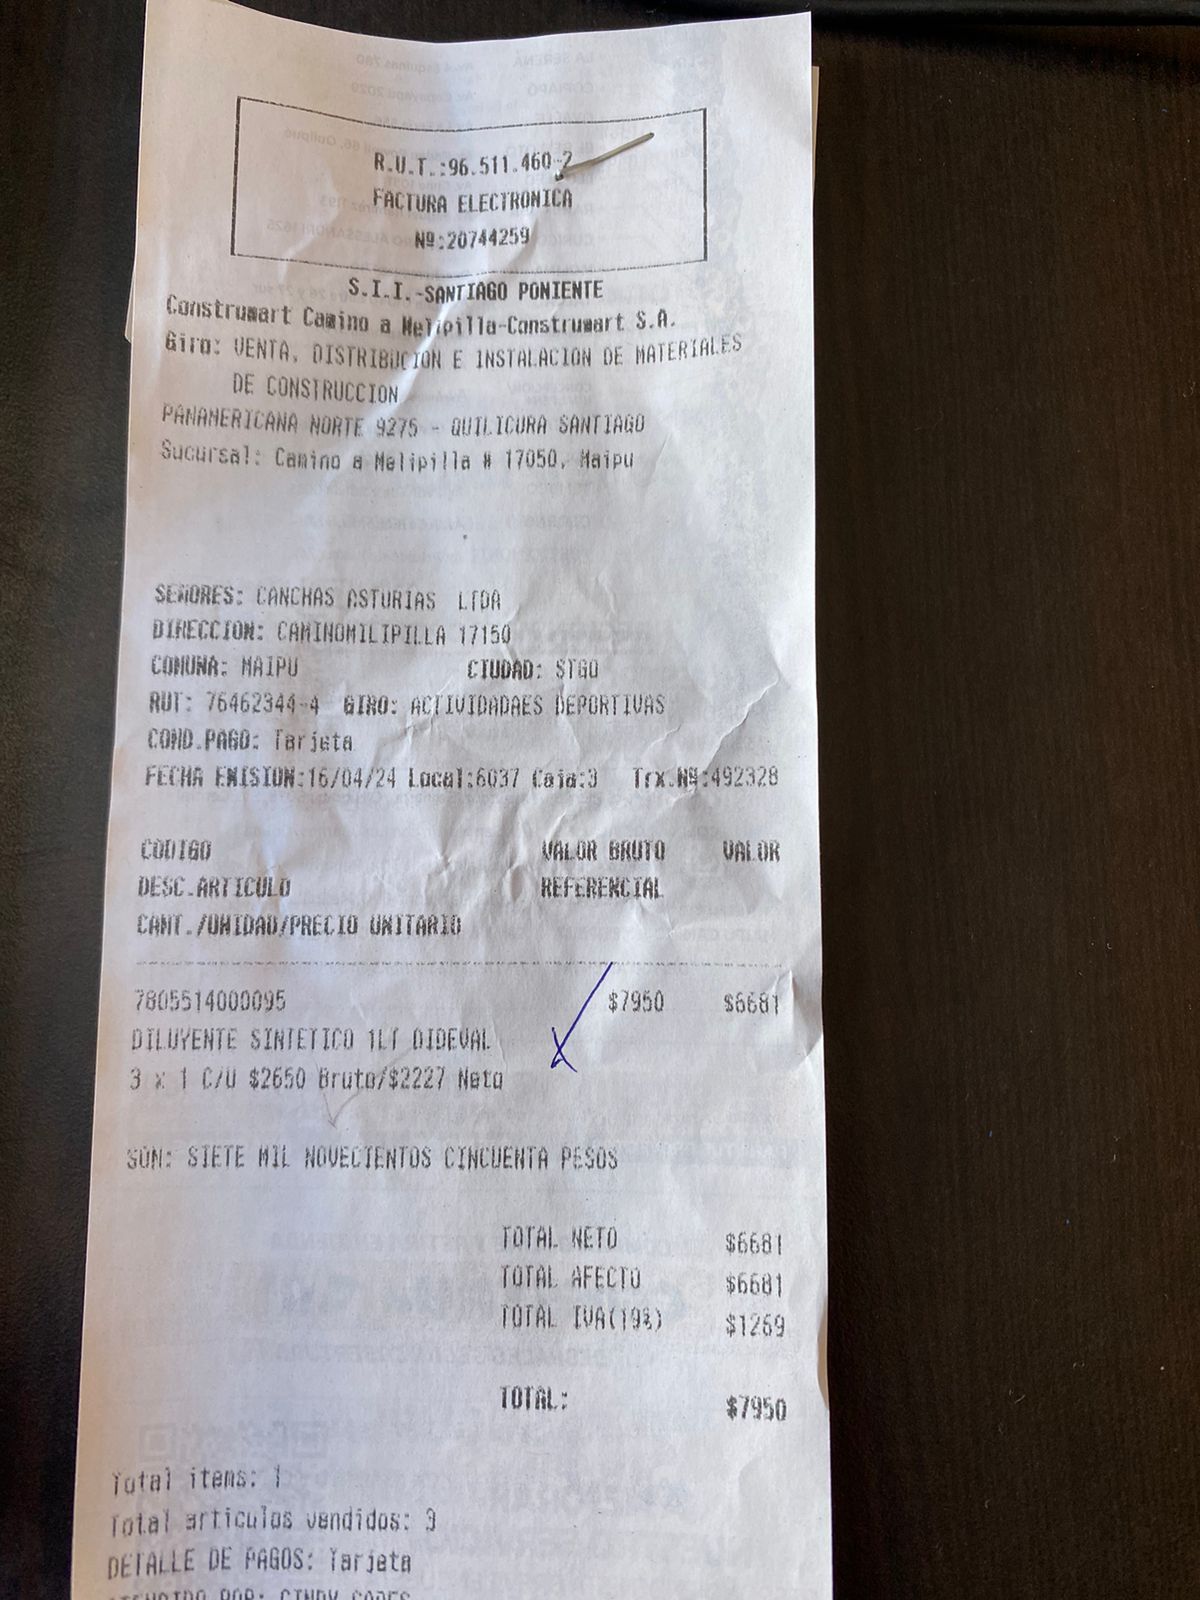 R.U.T.:96.511.460-2
FACTURA ELECTRONICA
Nº:20744259
S.I.I.-SANTIAGO PONIENTE
Construmart Camino a Melipilla-Construmart S.A.
Giro: VENTA, DISTRIBUCION E INSTALACION DE MATERIALES
DE CONSTRUCCION
PANAMERICANA NORTE 9275 - QUILICURA SANTIAGO
Sucursal: Camino a Melipilla # 17050, Maipu
SEÑORES: CANCHAS ASTURIAS LTDA
DIRECCION: CAMINOMILIPILLA 17150
COMUNA: MAIPU CIUDAD: STGO
RUT: 76462344-4 GIRO: ACTIVIDADAES DEPORTIVAS
COND.PAGO: Tarjeta
FECHA EMISION:16/04/24 Local:6037 Caja:3 Trx.Nº:492328
CODIGO VALOR BRUTO VALOR
DESC.ARTICULO REFERENCIAL
CANT./UNIDAD/PRECIO UNITARIO
7805514000095 $7950 $6681
DILUYENTE SINTETICO 1LT DIDEVAL
3 x 1 C/U $2650 Bruto/$2227 Neto
SON: SIETE MIL NOVECIENTOS CINCUENTA PESOS
TOTAL NETO $6681
TOTAL AFECTO $6681
TOTAL IVA(19%) $1269
TOTAL: $7950
Total items: 1
Total articulos vendidos: 3
DETALLE DE PAGOS: Tarjeta